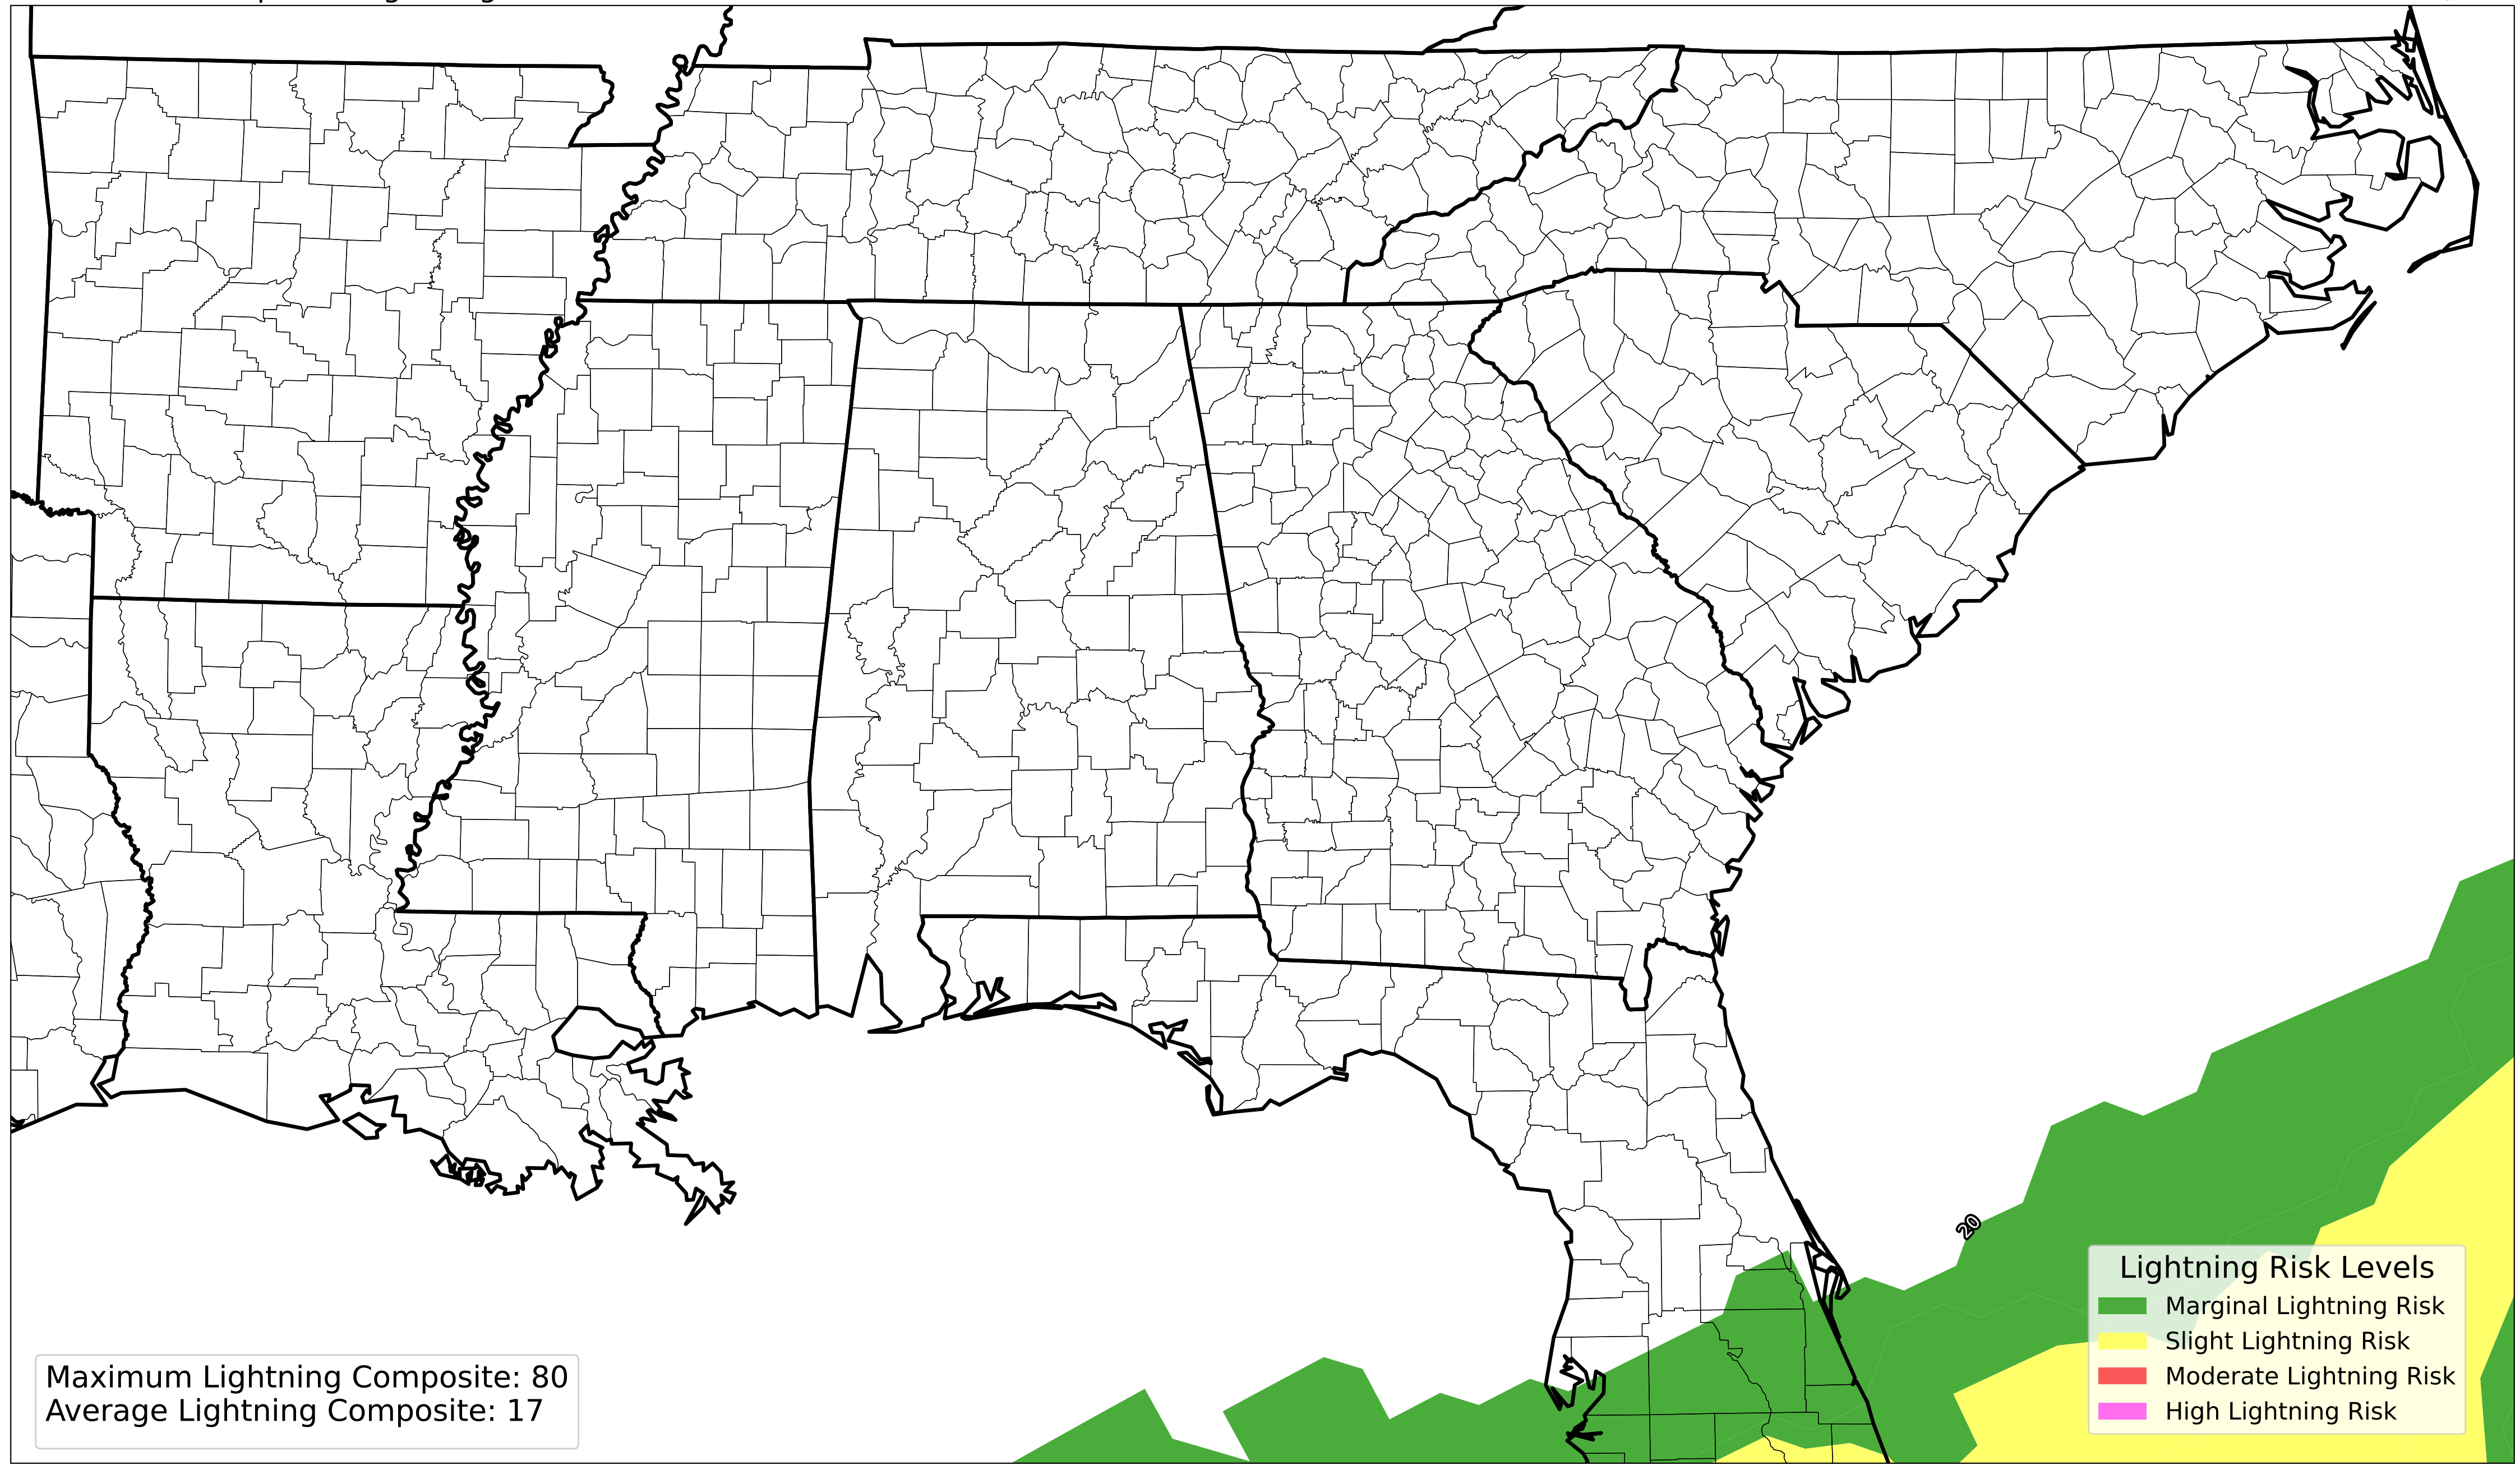 20
Lightning Risk Levels
Marginal Lightning Risk
Slight Lightning Risk
Moderate Lightning Risk
High Lightning Risk
Maximum Lightning Composite: 80
Average Lightning Composite: 17